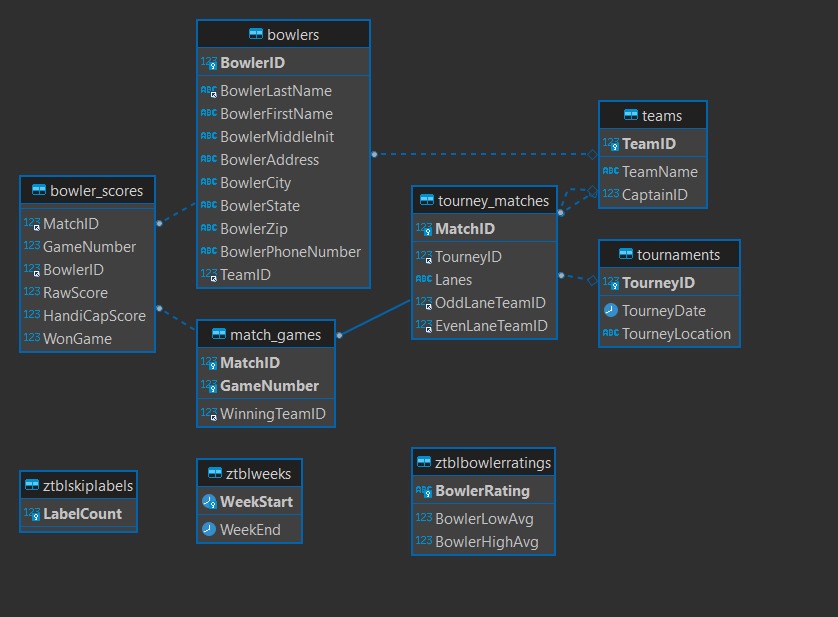 bowlers
123 BowlerID
ABC BowlerLastName
ABC BowlerFirstName
ABC BowlerMiddleInit
ABC BowlerAddress
ABC BowlerCity
ABC BowlerState
ABC BowlerZip
ABC BowlerPhoneNumber
123 TeamID
teams
123 TeamID
ABC TeamName
123 CaptainID
bowler_scores
123 MatchID
123 GameNumber
123 BowlerID
123 RawScore
123 HandiCapScore
123 WonGame
tourney_matches
123 MatchID
123 TourneyID
ABC Lanes
123 OddLaneTeamID
123 EvenLaneTeamID
tournaments
123 TourneyID
TourneyDate
ABC TourneyLocation
match_games
123 MatchID
123 GameNumber
123 WinningTeamID
ztblskiplabels
123 LabelCount
ztblweeks
WeekStart
WeekEnd
ztblbowlerratings
ABC BowlerRating
123 BowlerLowAvg
123 BowlerHighAvg